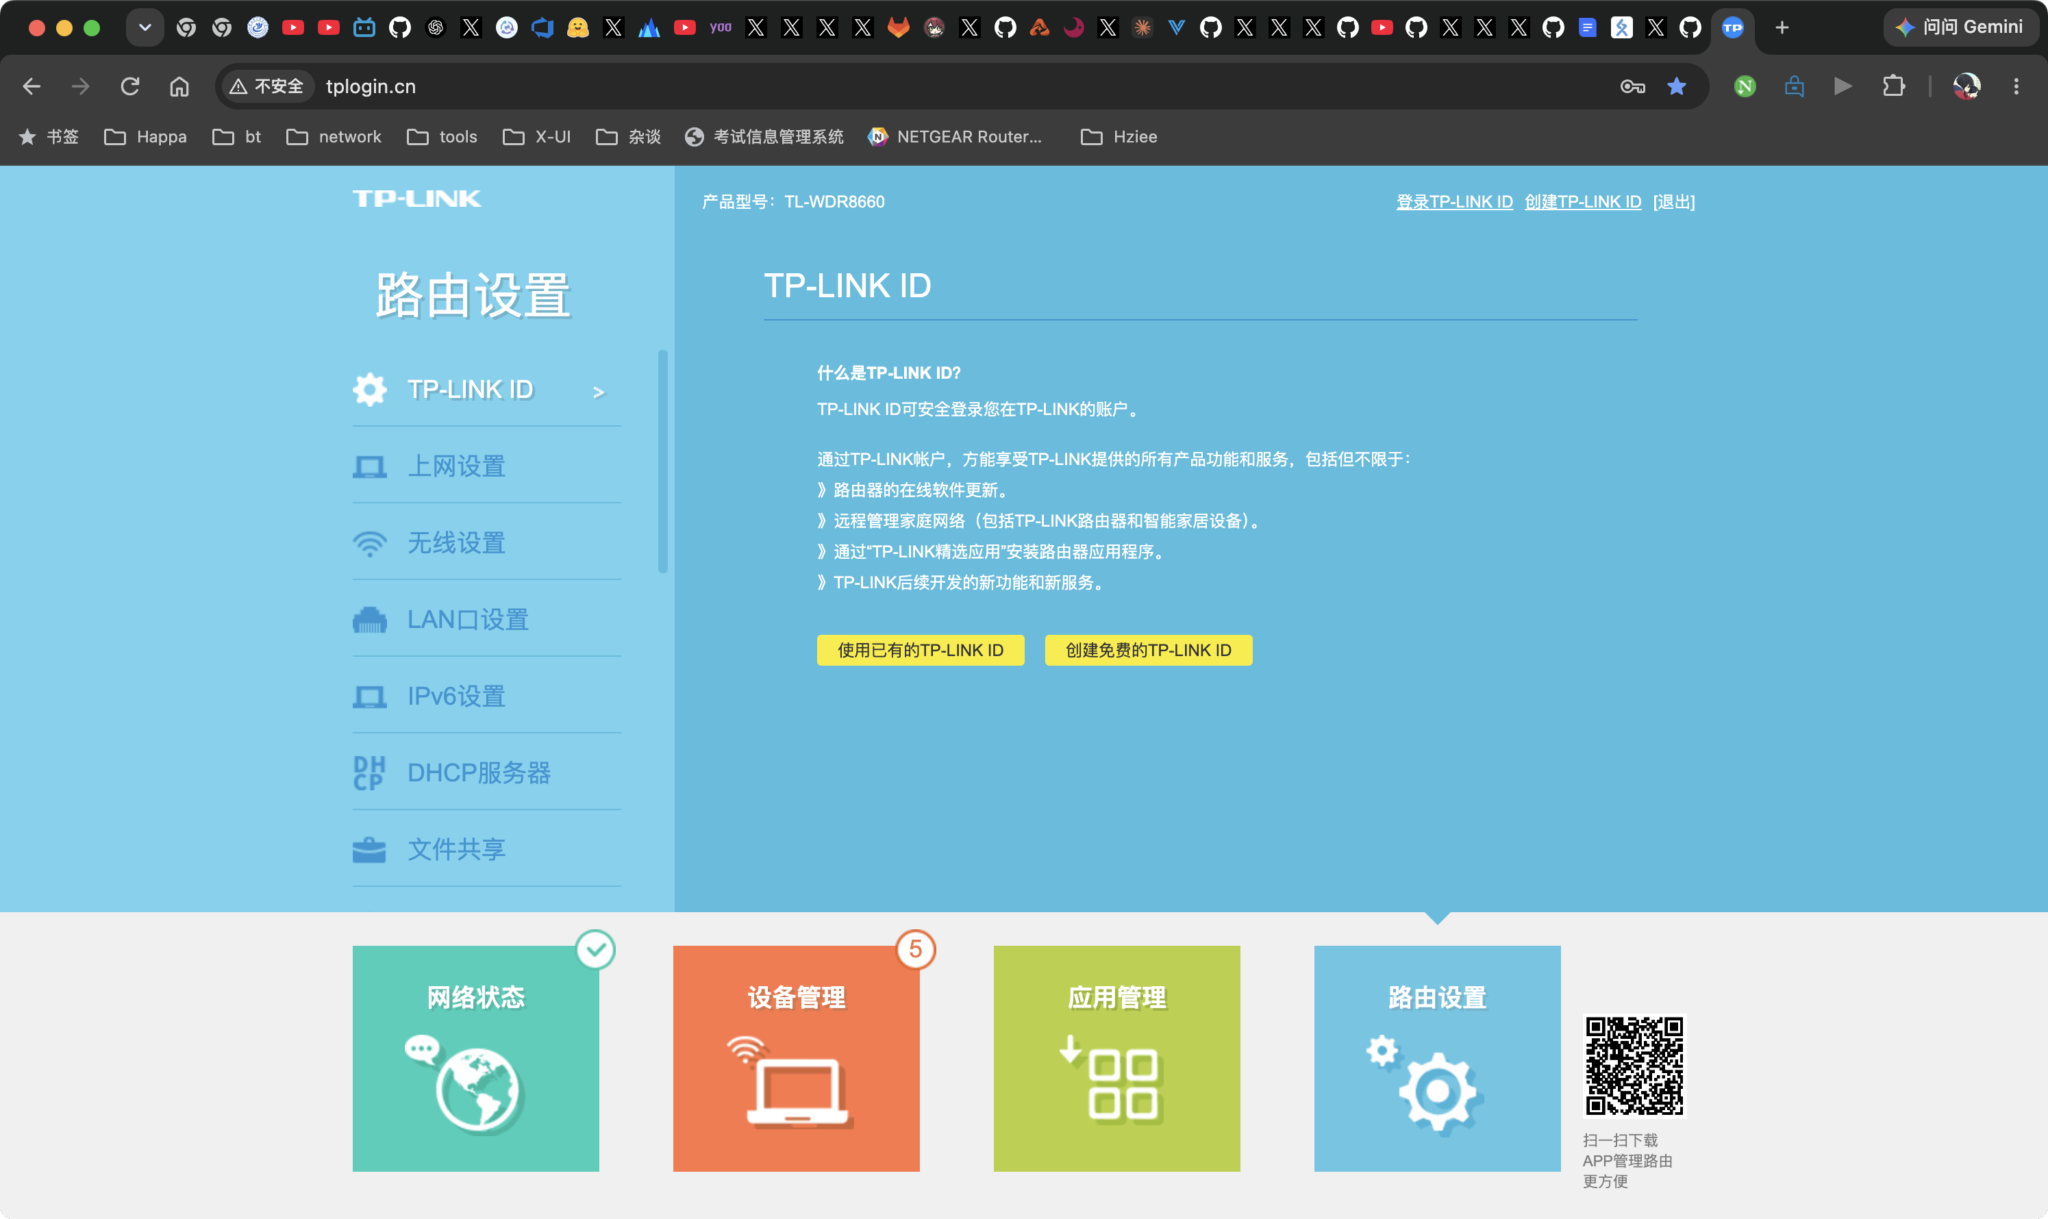 yoo
TP
问问 Gemini
不安全
tplogin.cn
N
书签
Happa
bt
network
tools
X-UI
杂谈
考试信息管理系统
N
NETGEAR Router...
Hziee
TP-LINK
产品型号：TL-WDR8660
登录TP-LINK ID 创建TP-LINK ID [退出]
路由设置
TP-LINK ID >
上网设置
无线设置
LAN口设置
IPv6设置
DHCP
DHCP服务器
文件共享
TP-LINK ID
什么是TP-LINK ID?
TP-LINK ID可安全登录您在TP-LINK的账户。
通过TP-LINK帐户，方能享受TP-LINK提供的所有产品功能和服务，包括但不限于：
》路由器的在线软件更新。
》远程管理家庭网络（包括TP-LINK路由器和智能家居设备）。
》通过“TP-LINK精选应用”安装路由器应用程序。
》TP-LINK后续开发的新功能和新服务。
使用已有的TP-LINK ID
创建免费的TP-LINK ID
网络状态
设备管理
5
应用管理
路由设置
扫一扫下载
APP管理路由
更方便